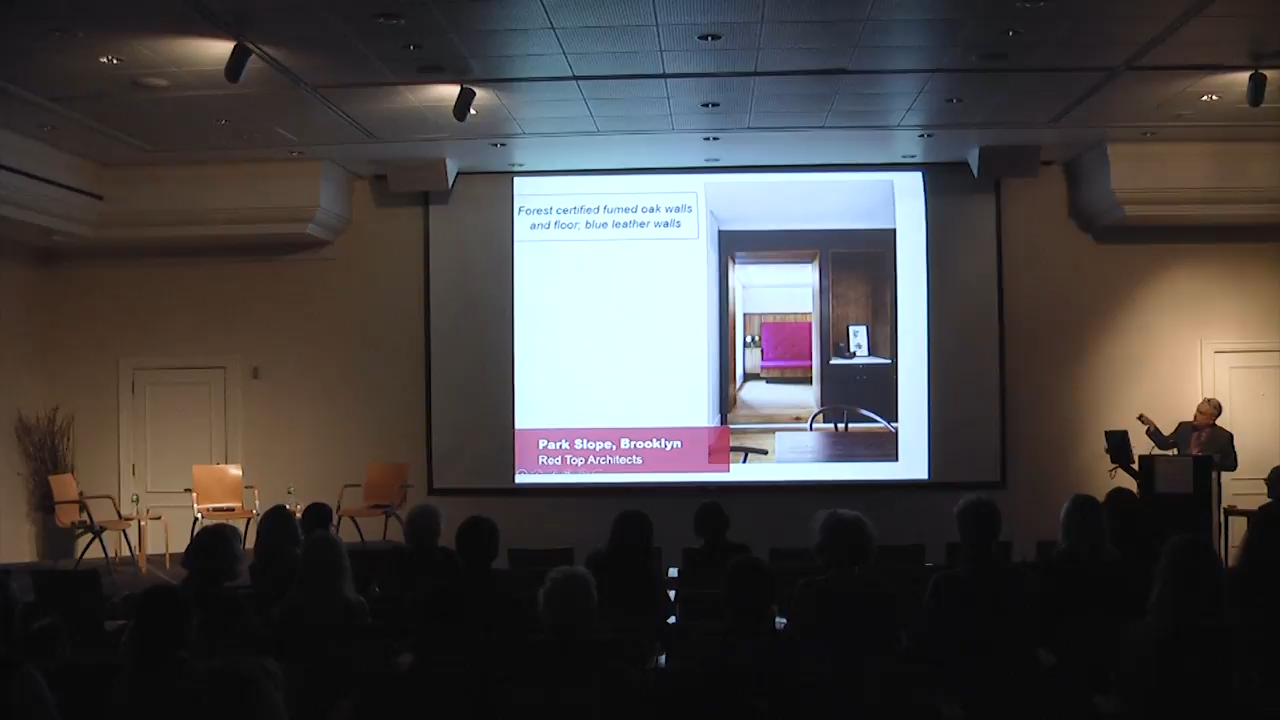 Forest certified fumed oak walls
and floor; blue leather walls
Park Slope, Brooklyn
Red Top Architects